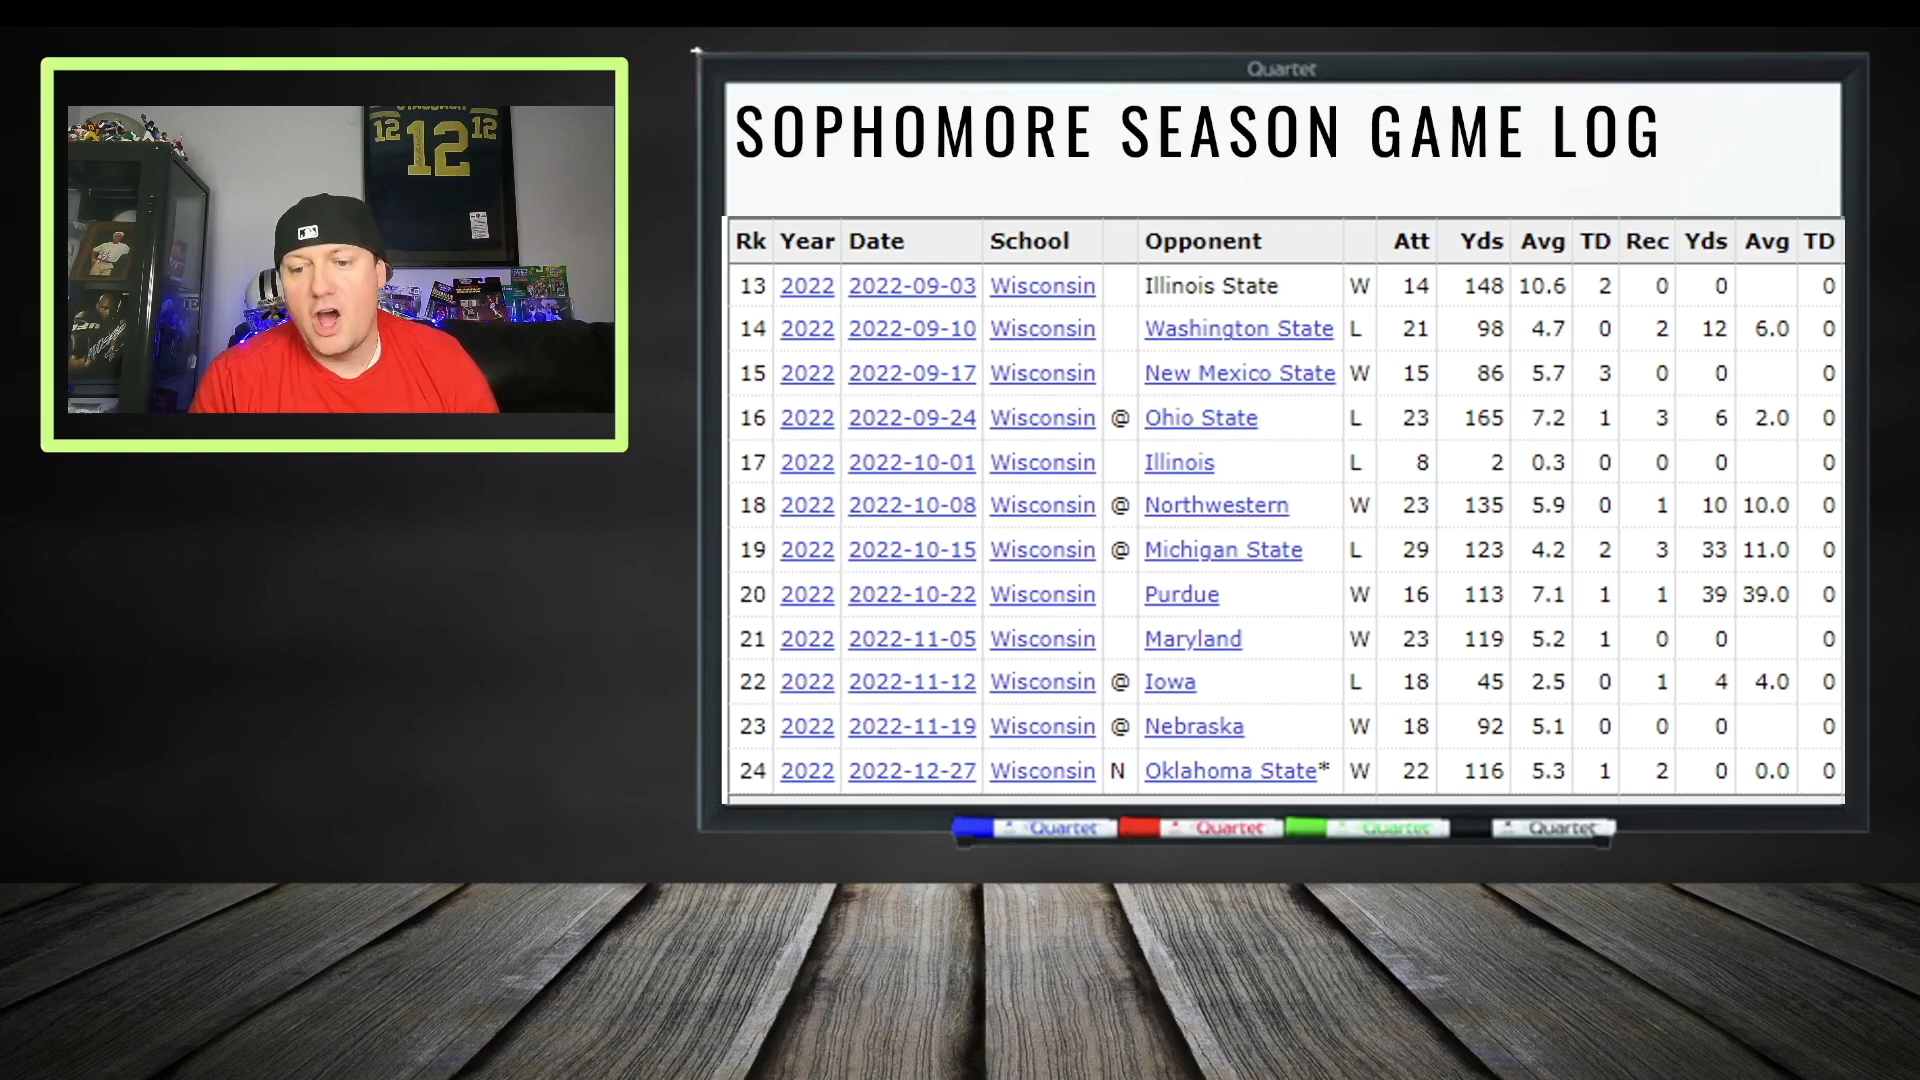 Quartet
SOPHOMORE SEASON GAME LOG
Rk Year Date School Opponent Att Yds Avg TD Rec Yds Avg TD
13 2022 2022-09-03 Wisconsin Illinois State W 14 148 10.6 2 0 0 0
14 2022 2022-09-10 Wisconsin Washington State L 21 98 4.7 0 2 12 6.0 0
15 2022 2022-09-17 Wisconsin New Mexico State W 15 86 5.7 3 0 0 0
16 2022 2022-09-24 Wisconsin @ Ohio State L 23 165 7.2 1 3 6 2.0 0
17 2022 2022-10-01 Wisconsin Illinois L 8 2 0.3 0 0 0 0
18 2022 2022-10-08 Wisconsin @ Northwestern W 23 135 5.9 0 1 10 10.0 0
19 2022 2022-10-15 Wisconsin @ Michigan State L 29 123 4.2 2 3 33 11.0 0
20 2022 2022-10-22 Wisconsin Purdue W 16 113 7.1 1 1 39 39.0 0
21 2022 2022-11-05 Wisconsin Maryland W 23 119 5.2 1 0 0 0
22 2022 2022-11-12 Wisconsin @ Iowa L 18 45 2.5 0 1 4 4.0 0
23 2022 2022-11-19 Wisconsin @ Nebraska W 18 92 5.1 0 0 0 0
24 2022 2022-12-27 Wisconsin N Oklahoma State* W 22 116 5.3 1 2 0 0.0 0
Quartet Quartet Quartet Quartet
12 12 12